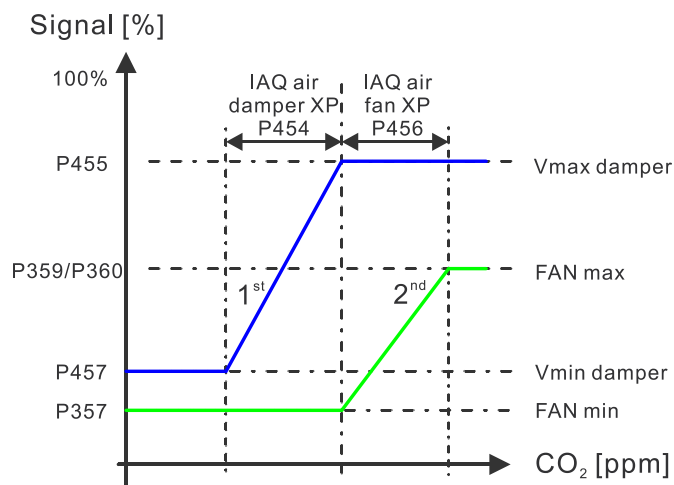 Signal [%]
100%
IAQ air
damper XP
P454
IAQ air
fan XP
P456
P455
Vmax damper
P359/P360
FAN max
1st
2nd
P457
Vmin damper
P357
FAN min
CO₂ [ppm]